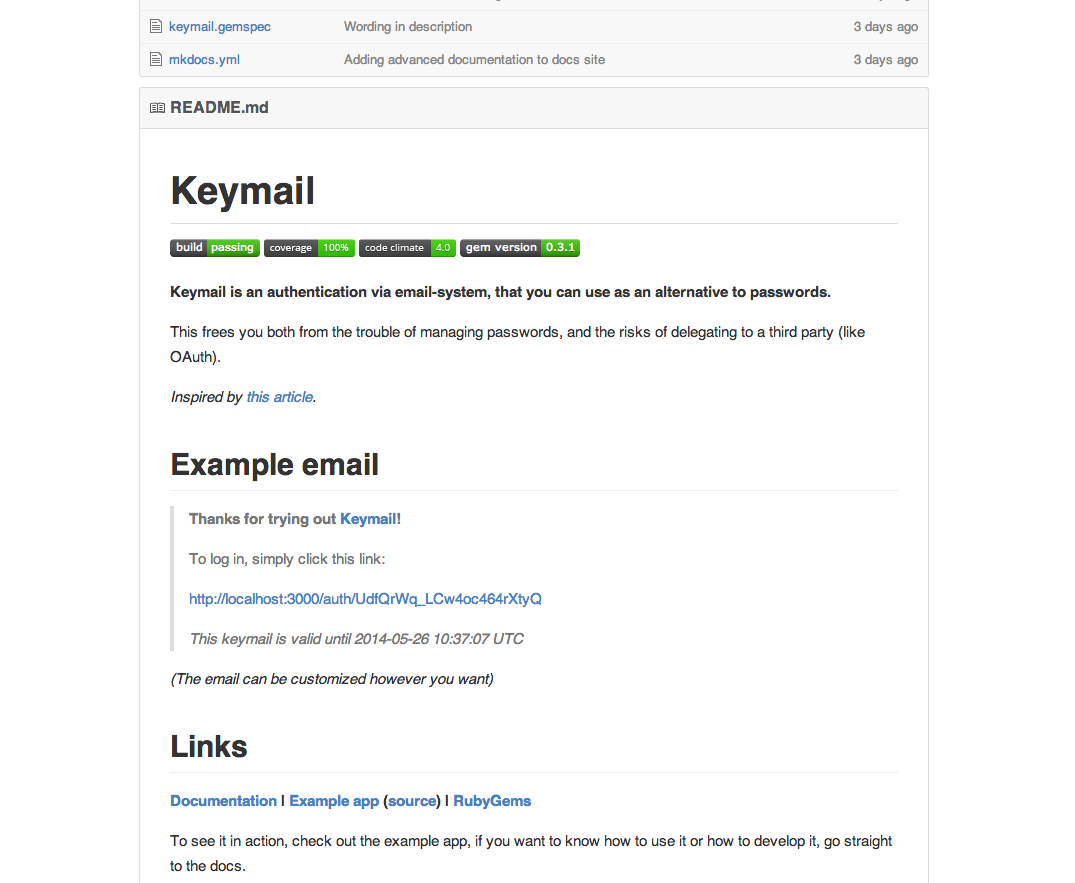 keymail.gemspec Wording in description 3 days ago
mkdocs.yml Adding advanced documentation to docs site 3 days ago
README.md
Keymail
build passing coverage 100% code climate 4.0 gem version 0.3.1
Keymail is an authentication via email-system, that you can use as an alternative to passwords.
This frees you both from the trouble of managing passwords, and the risks of delegating to a third party (like
OAuth).
Inspired by this article.
Example email
Thanks for trying out Keymail!
To log in, simply click this link:
http://localhost:3000/auth/UdfQrWq_LCw4oc464rXtyQ
This keymail is valid until 2014-05-26 10:37:07 UTC
(The email can be customized however you want)
Links
Documentation | Example app (source) | RubyGems
To see it in action, check out the example app, if you want to know how to use it or how to develop it, go straight
to the docs.